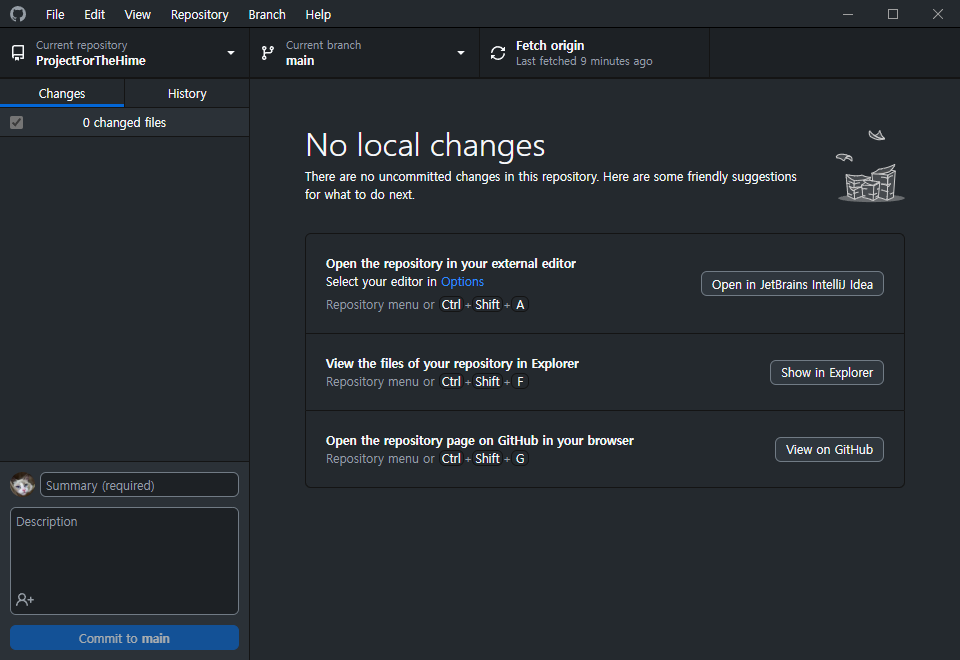 File Edit View Repository Branch Help
Current repository
ProjectForTheHime
Current branch
main
Fetch origin
Last fetched 9 minutes ago
Changes
History
0 changed files
No local changes
There are no uncommitted changes in this repository. Here are some friendly suggestions
for what to do next.
Open the repository in your external editor
Select your editor in Options
Repository menu or Ctrl + Shift + A
Open in JetBrains IntelliJ Idea
View the files of your repository in Explorer
Repository menu or Ctrl + Shift + F
Show in Explorer
Open the repository page on GitHub in your browser
Repository menu or Ctrl + Shift + G
View on GitHub
Summary (required)
Description
Commit to main